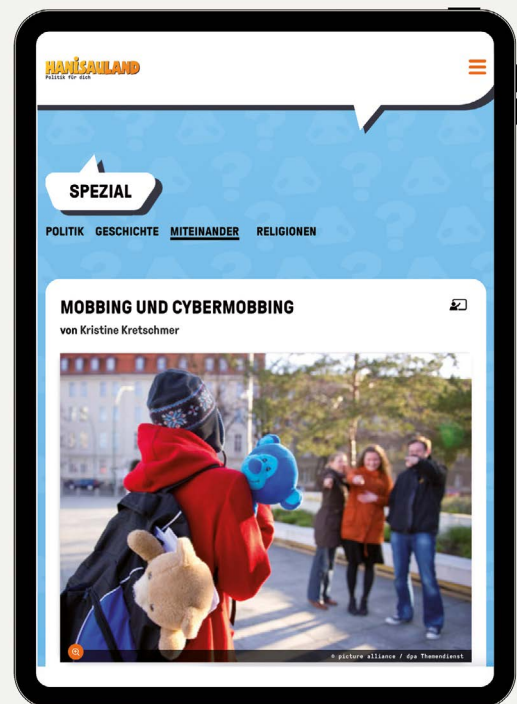 HANISAULAND
Politik für dich
SPEZIAL
POLITIK GESCHICHTE MITEINANDER RELIGIONEN
MOBBING UND CYBERMOBBING
von Kristine Kretschmer
© picture alliance / dpa Themendienst